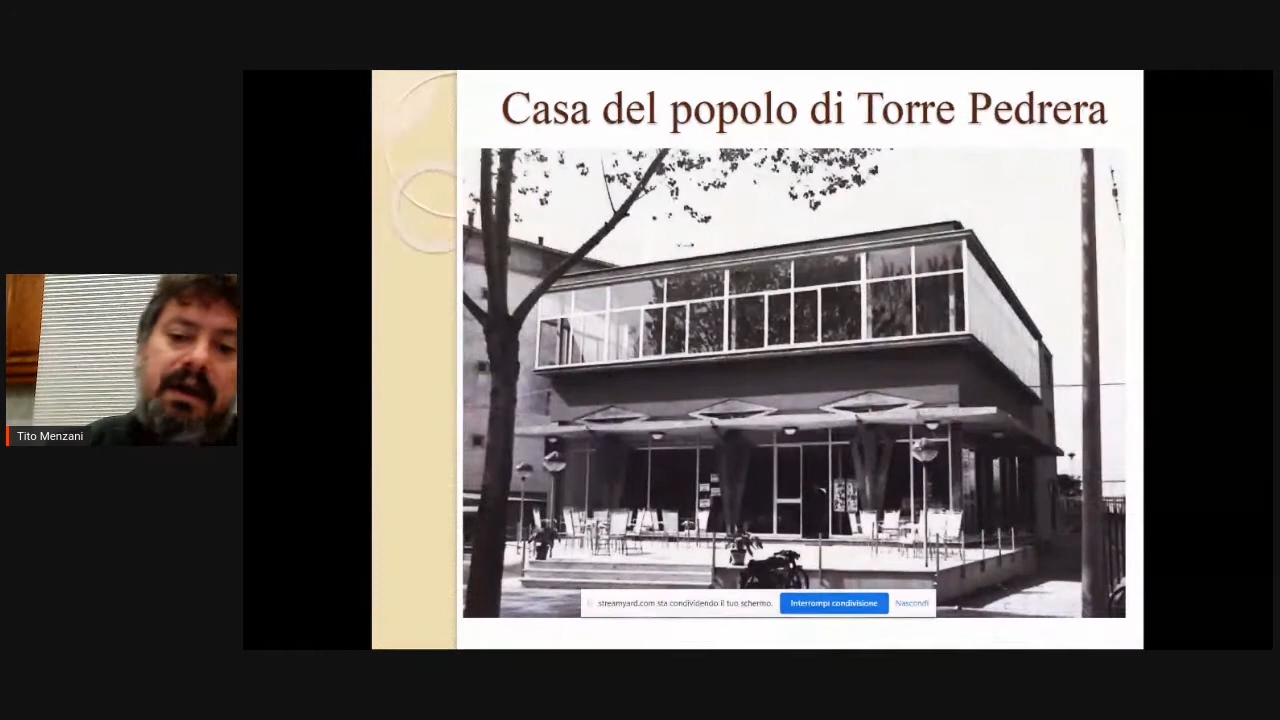 Casa del popolo di Torre Pedrera
Tito Menzani
streamyard.com sta condividendo il tuo schermo. Interrompi condivisione Nascondi